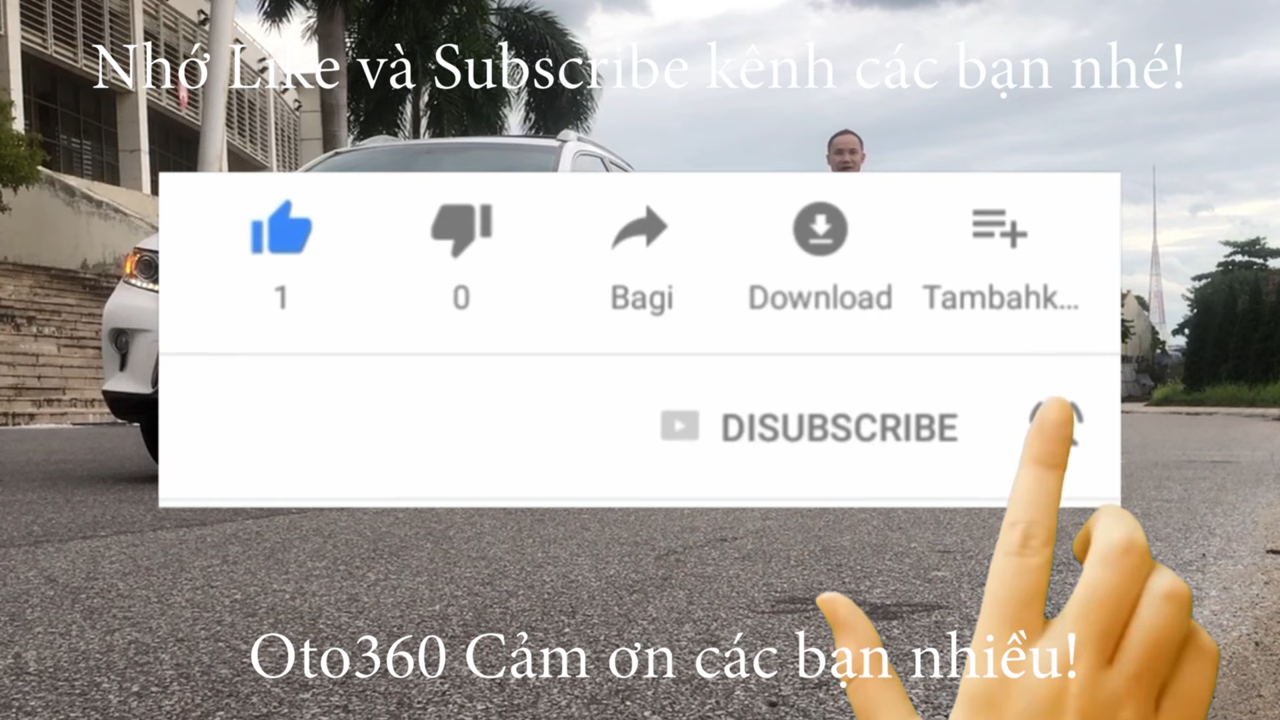 Nhớ Like và Subscribe kênh các bạn nhé!
1
0
Bagi
Download
Tambahk...
DISUBSCRIBE
Oto360 Cảm ơn các bạn nhiều!